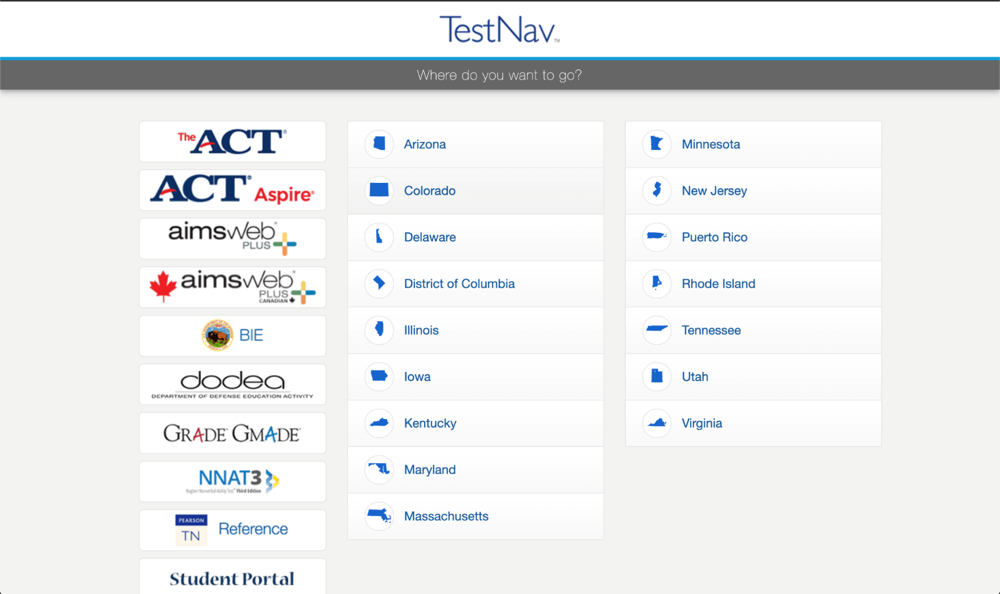 TestNav™
Where do you want to go?
The ACT®
ACT® Aspire®
aimsweb®
PLUS
aimsweb®
PLUS
CANADIAN
BIE
dodea
DEPARTMENT OF DEFENSE EDUCATION ACTIVITY
GRADE™ GMADE™
NNAT3
Naglieri Nonverbal Ability Test® Third Edition
PEARSON
TN
Reference
Student Portal
Arizona
Colorado
Delaware
District of Columbia
Illinois
Iowa
Kentucky
Maryland
Massachusetts
Minnesota
New Jersey
Puerto Rico
Rhode Island
Tennessee
Utah
Virginia